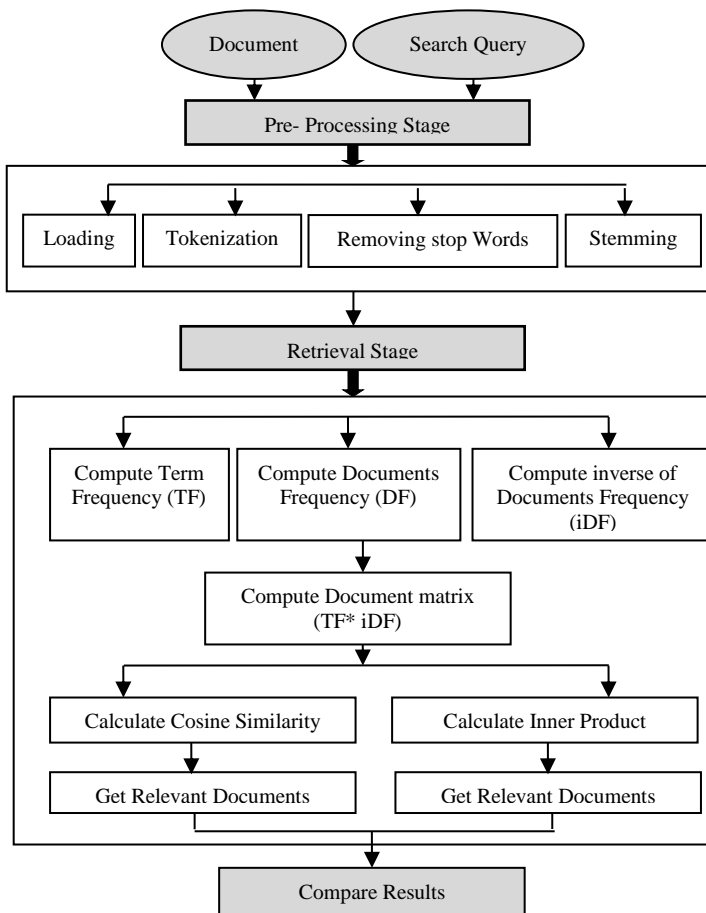 Document
Search Query
Pre- Processing Stage
Loading
Tokenization
Removing stop Words
Stemming
Retrieval Stage
Compute Term
Frequency (TF)
Compute Documents
Frequency (DF)
Compute inverse of
Documents Frequency
(iDF)
Compute Document matrix
(TF* iDF)
Calculate Cosine Similarity
Calculate Inner Product
Get Relevant Documents
Get Relevant Documents
Compare Results